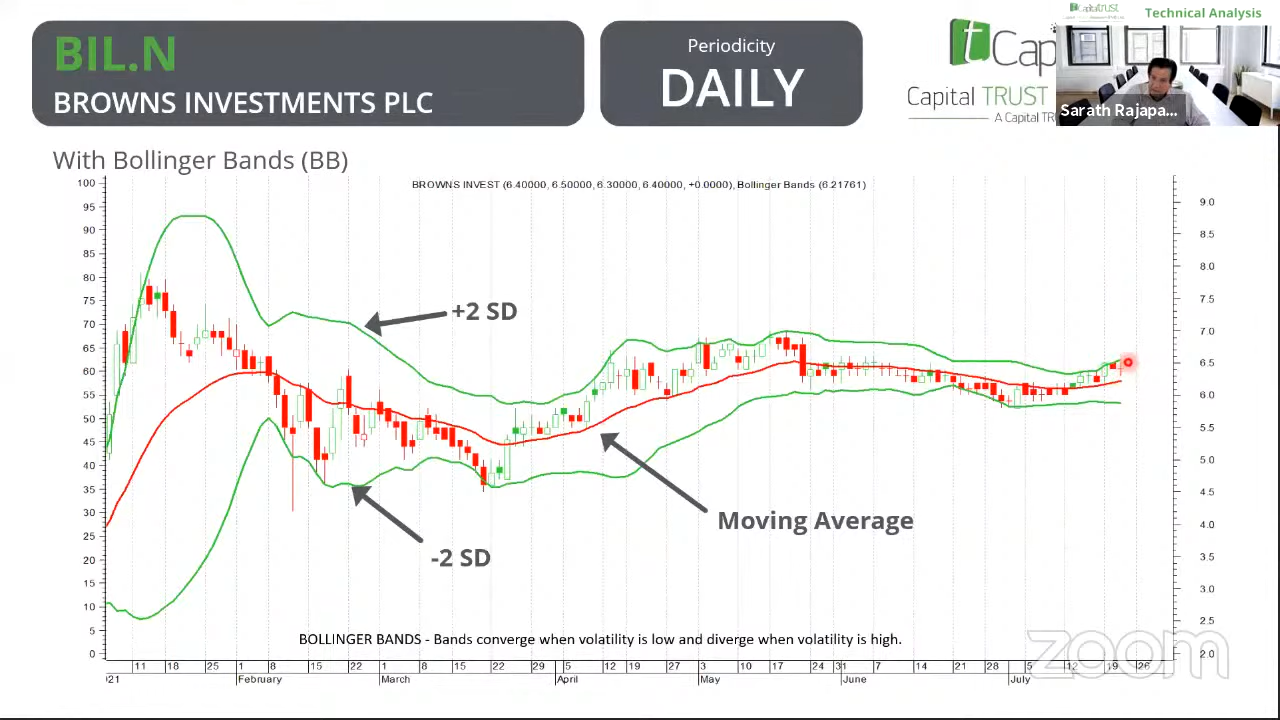 BIL.N
BROWNS INVESTMENTS PLC
Periodicity
DAILY
tCap
Capital TRUST
A Capital TR
Technical Analysis
Sarath Rajapa...
With Bollinger Bands (BB)
BROWNS INVEST (6.40000, 6.50000, 6.30000, 6.40000, +0.0000), Bollinger Bands (6.21761)
100
95
90
85
80
75
70
65
60
55
50
45
40
35
30
25
20
15
10
5
0
9.0
8.5
8.0
7.5
7.0
6.5
6.0
5.5
5.0
4.5
4.0
3.5
3.0
2.5
2.0
+2 SD
Moving Average
-2 SD
BOLLINGER BANDS - Bands converge when volatility is low and diverge when volatility is high.
zoom
11 18 25 1 8 15 22 1 8 15 22 29 5 12 19 27 3 10 17 24 31 7 14 21 28 5 12 19 26
21 February March April May June July